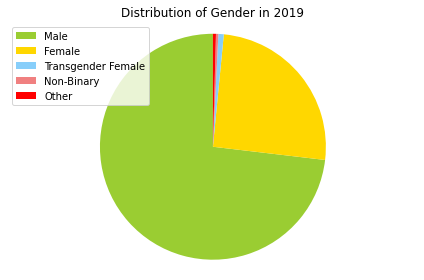 Distribution of Gender in 2019
Male
Female
Transgender Female
Non-Binary
Other